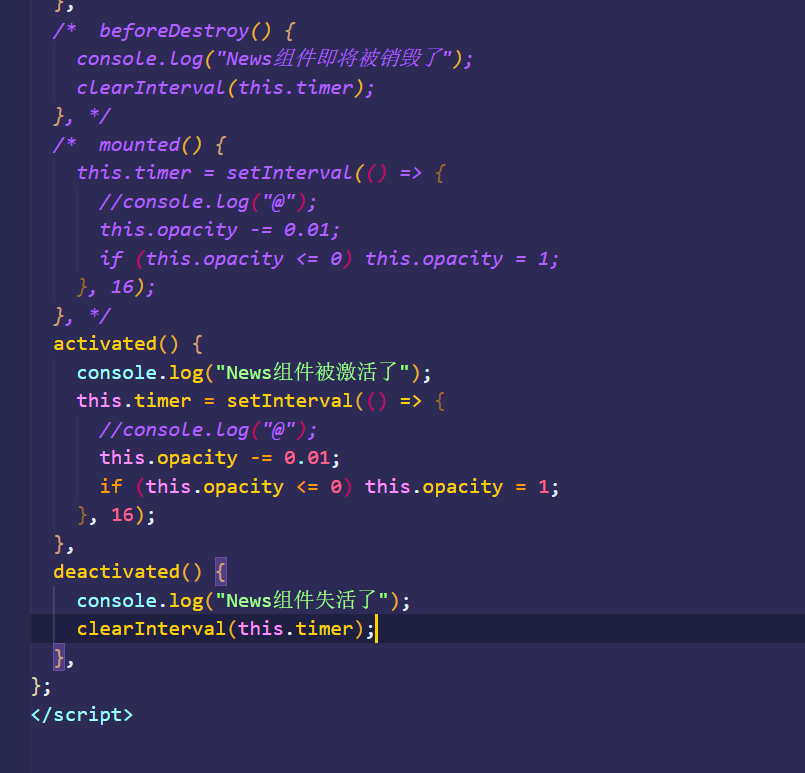 },
/*  beforeDestroy() {
console.log("News组件即将被销毁了");
clearInterval(this.timer);
}, */
/*  mounted() {
this.timer = setInterval(() => {
//console.log("@");
this.opacity -= 0.01;
if (this.opacity <= 0) this.opacity = 1;
}, 16);
}, */
activated() {
console.log("News组件被激活了");
this.timer = setInterval(() => {
//console.log("@");
this.opacity -= 0.01;
if (this.opacity <= 0) this.opacity = 1;
}, 16);
},
deactivated() {
console.log("News组件失活了");
clearInterval(this.timer);
},
};
</script>